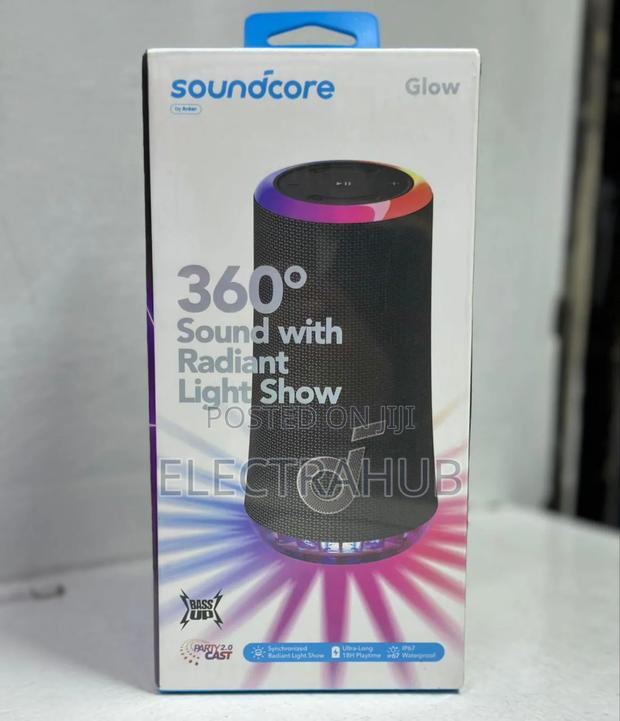 soundcore
Glow
by Anker
360°
Sound with
Radiant
Light Show
POSTED ON JIJI
ELECTRAHUB
BASS
UP
PARTY 2.0
CAST
Synchronized
Radiant Light Show
Ultra-Long
18H Playtime
IP67
IP67
Waterproof